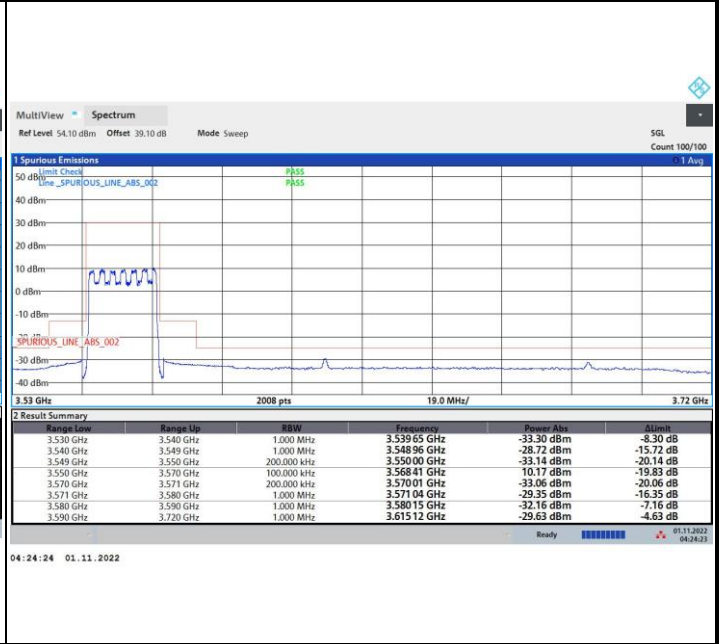 MultiView Spectrum
Ref Level 54.10 dBm Offset 39.10 dB Mode Sweep SGL
Count 100/100
1 Spurious Emissions 1 Avg
Limit Check PASS
Line _SPURIOUS_LINE_ABS_002 PASS
50 dBm
40 dBm
30 dBm
20 dBm
10 dBm
0 dBm
-10 dBm
-20 dBm
_SPURIOUS_LINE_ABS_002
-30 dBm
-40 dBm
3.53 GHz 2008 pts 19.0 MHz/ 3.72 GHz
2 Result Summary
Range Low Range Up RBW Frequency Power Abs ΔLimit
3.530 GHz 3.540 GHz 1.000 MHz 3.53965 GHz -33.30 dBm -8.30 dB
3.540 GHz 3.549 GHz 1.000 MHz 3.54896 GHz -28.72 dBm -15.72 dB
3.549 GHz 3.550 GHz 200.000 kHz 3.55000 GHz -33.14 dBm -20.14 dB
3.550 GHz 3.570 GHz 100.000 kHz 3.56841 GHz 10.17 dBm -19.83 dB
3.570 GHz 3.571 GHz 200.000 kHz 3.57001 GHz -33.06 dBm -20.06 dB
3.571 GHz 3.580 GHz 1.000 MHz 3.57104 GHz -29.35 dBm -16.35 dB
3.580 GHz 3.590 GHz 1.000 MHz 3.58015 GHz -32.16 dBm -7.16 dB
3.590 GHz 3.720 GHz 1.000 MHz 3.61512 GHz -29.63 dBm -4.63 dB
Ready 01.11.2022
04:24:23
04:24:24 01.11.2022